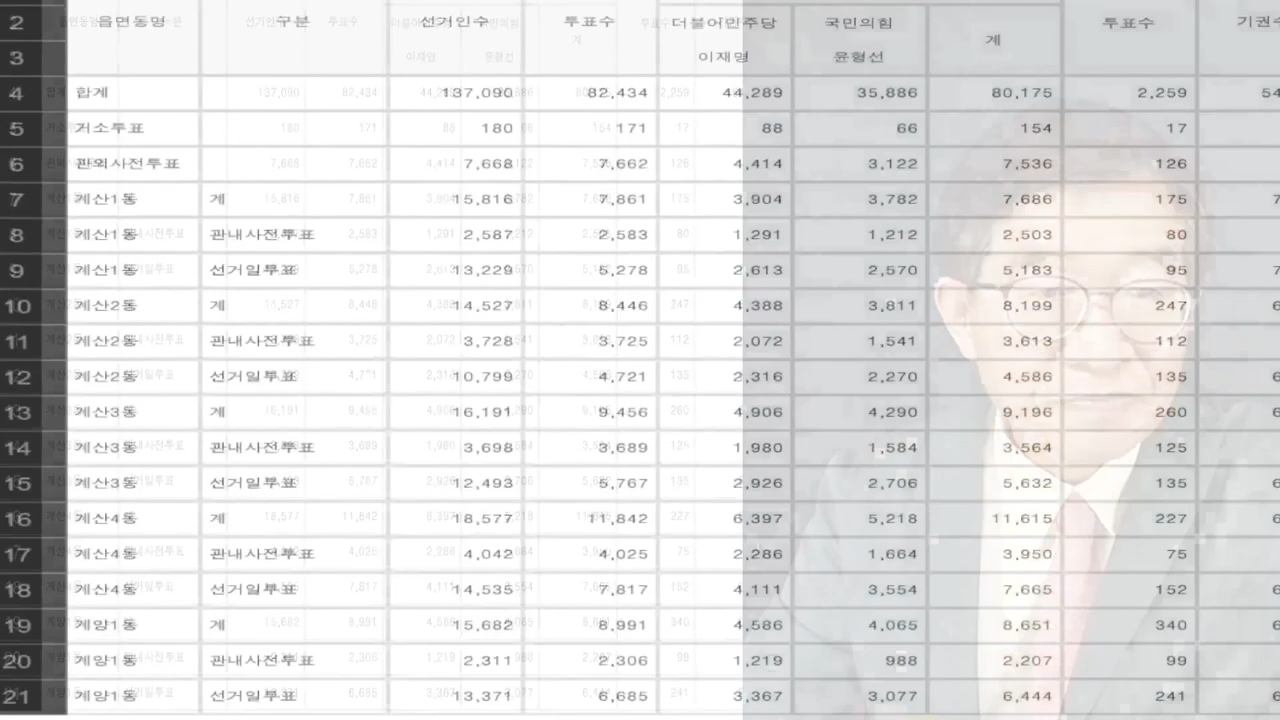 2 읍면동명 구분 선거인수 투표수 더불어민주당 국민의힘 계 투표수 기권수
3 이재명 윤형선
4 합계 137,090 82,434 44,289 35,886 80,175 2,259 54
5 거소투표 180 171 88 66 154 17
6 관외사전투표 7,668 7,662 4,414 3,122 7,536 126
7 계산1동 계 15,816 7,861 3,904 3,782 7,686 175 7
8 계산1동 관내사전투표 2,587 2,583 1,291 1,212 2,503 80
9 계산1동 선거일투표 13,229 5,278 2,613 2,570 5,183 95 7
10 계산2동 계 14,527 8,446 4,388 3,811 8,199 247 6
11 계산2동 관내사전투표 3,728 3,725 2,072 1,541 3,613 112
12 계산2동 선거일투표 10,799 4,721 2,316 2,270 4,586 135 6
13 계산3동 계 16,191 9,456 4,906 4,290 9,196 260 6
14 계산3동 관내사전투표 3,698 3,689 1,980 1,584 3,564 125
15 계산3동 선거일투표 12,493 5,767 2,926 2,706 5,632 135 6
16 계산4동 계 18,577 11,842 6,397 5,218 11,615 227 6
17 계산4동 관내사전투표 4,042 4,025 2,286 1,664 3,950 75
18 계산4동 선거일투표 14,535 7,817 4,111 3,554 7,665 152 6
19 계양1동 계 15,682 8,991 4,586 4,065 8,651 340 6
20 계양1동 관내사전투표 2,311 2,306 1,219 988 2,207 99
21 계양1동 선거일투표 13,371 6,685 3,367 3,077 6,444 241 6